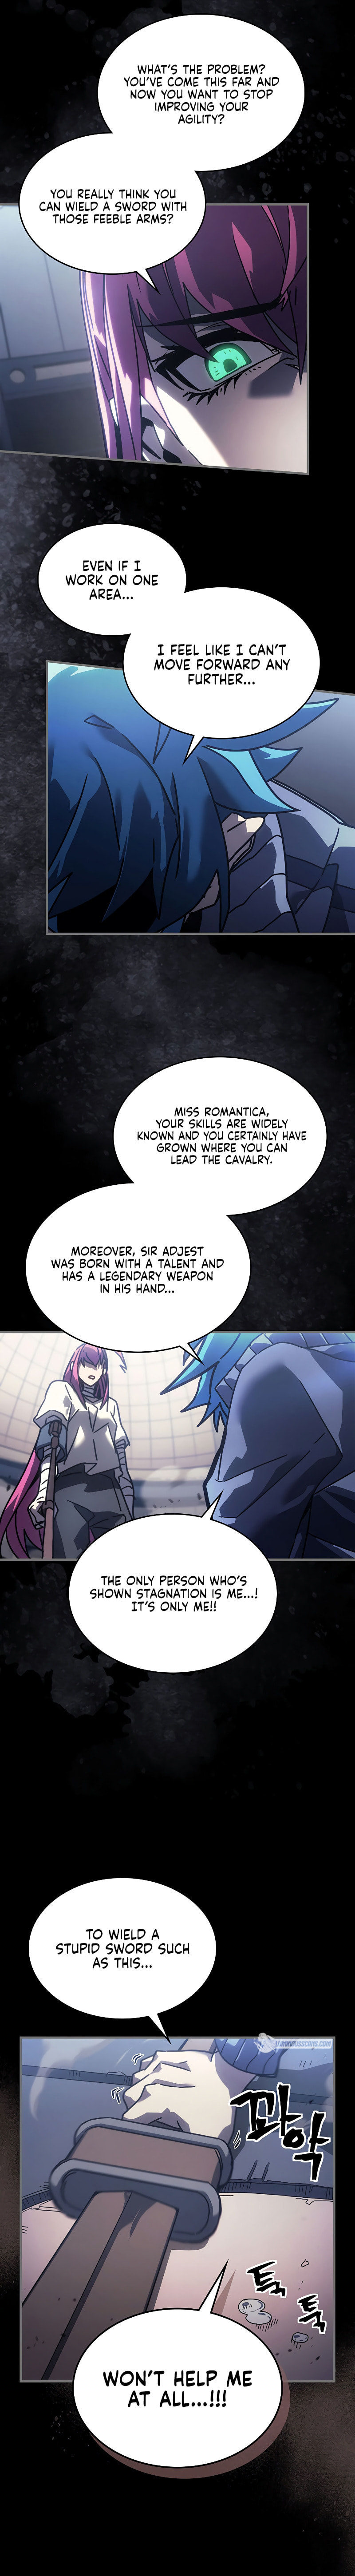 WHAT'S THE PROBLEM?
YOU'VE COME THIS FAR AND
NOW YOU WANT TO STOP
IMPROVING YOUR
AGILITY?
YOU REALLY THINK YOU
CAN WIELD A SWORD WITH
THOSE FEEBLE ARMS?
EVEN IF I
WORK ON ONE
AREA...
I FEEL LIKE I CAN'T
MOVE FORWARD ANY
FURTHER...
MISS ROMANTICA,
YOUR SKILLS ARE WIDELY
KNOWN AND YOU CERTAINLY HAVE
GROWN WHERE YOU CAN
LEAD THE CAVALRY.
MOREOVER, SIR ADJEST
WAS BORN WITH A TALENT AND
HAS A LEGENDARY WEAPON
IN HIS HAND...
THE ONLY PERSON WHO'S
SHOWN STAGNATION IS ME...!
IT'S ONLY ME!!
TO WIELD A
STUPID SWORD SUCH
AS THIS...
콰악
툭
툭
WON'T HELP ME
AT ALL...!!!